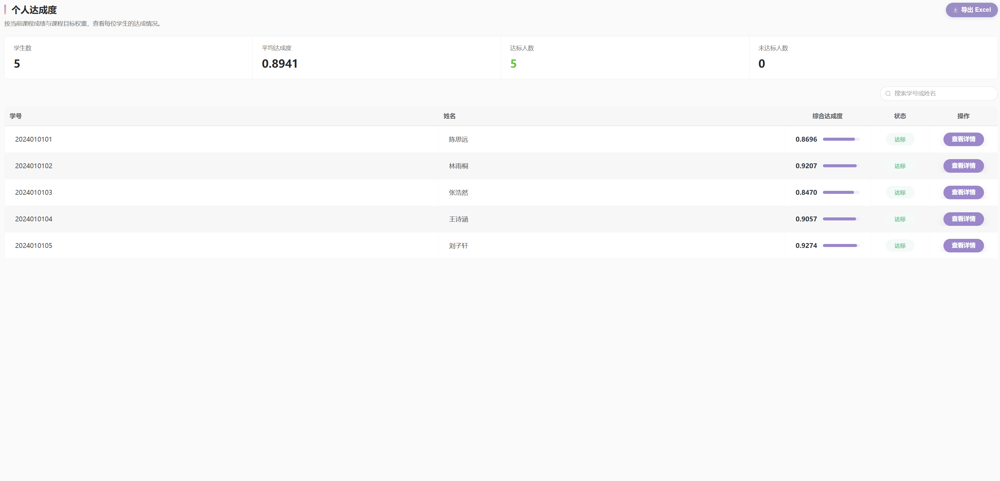 个人达成度
导出 Excel
按当前课程成绩与课程目标权重，查看每位学生的达成情况。
学生数
平均达成度
达标人数
未达标人数
5
0.8941
5
0
搜索学号或姓名
学号 姓名 综合达成度 状态 操作
2024010101 陈思远 0.8696 达标 查看详情
2024010102 林雨桐 0.9207 达标 查看详情
2024010103 张浩然 0.8470 达标 查看详情
2024010104 王诗涵 0.9057 达标 查看详情
2024010105 刘子轩 0.9274 达标 查看详情